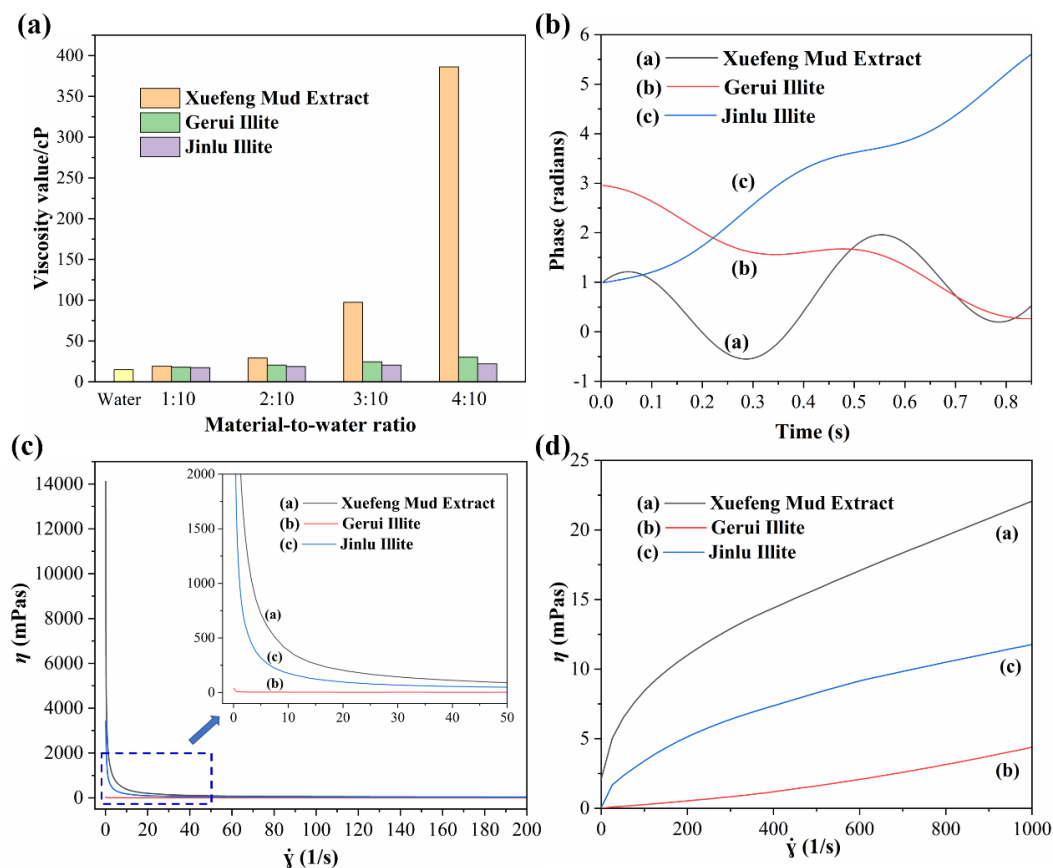 (a)
400
350
300
250
200
150
100
50
0
Viscosity value/cP
Xuefeng Mud Extract
Gerui Illite
Jinlu Illite
Water 1:10 2:10 3:10 4:10
Material-to-water ratio
(b)
6
5
4
3
2
1
0
-1
Phase (radians)
(a) Xuefeng Mud Extract
(b) Gerui Illite
(c) Jinlu Illite
(c)
(b)
(a)
0.0 0.1 0.2 0.3 0.4 0.5 0.6 0.7 0.8
Time (s)
(c)
14000
12000
10000
8000
6000
4000
2000
0
η (mPas)
2000
1500
1000
500
0
(a) Xuefeng Mud Extract
(b) Gerui Illite
(c) Jinlu Illite
(a)
(c)
(b)
0 10 20 30 40 50
0 20 40 60 80 100 120 140 160 180 200
γ̇ (1/s)
(d)
25
20
15
10
5
0
η (mPas)
(a) Xuefeng Mud Extract
(b) Gerui Illite
(c) Jinlu Illite
(a)
(c)
(b)
0 200 400 600 800 1000
γ̇ (1/s)